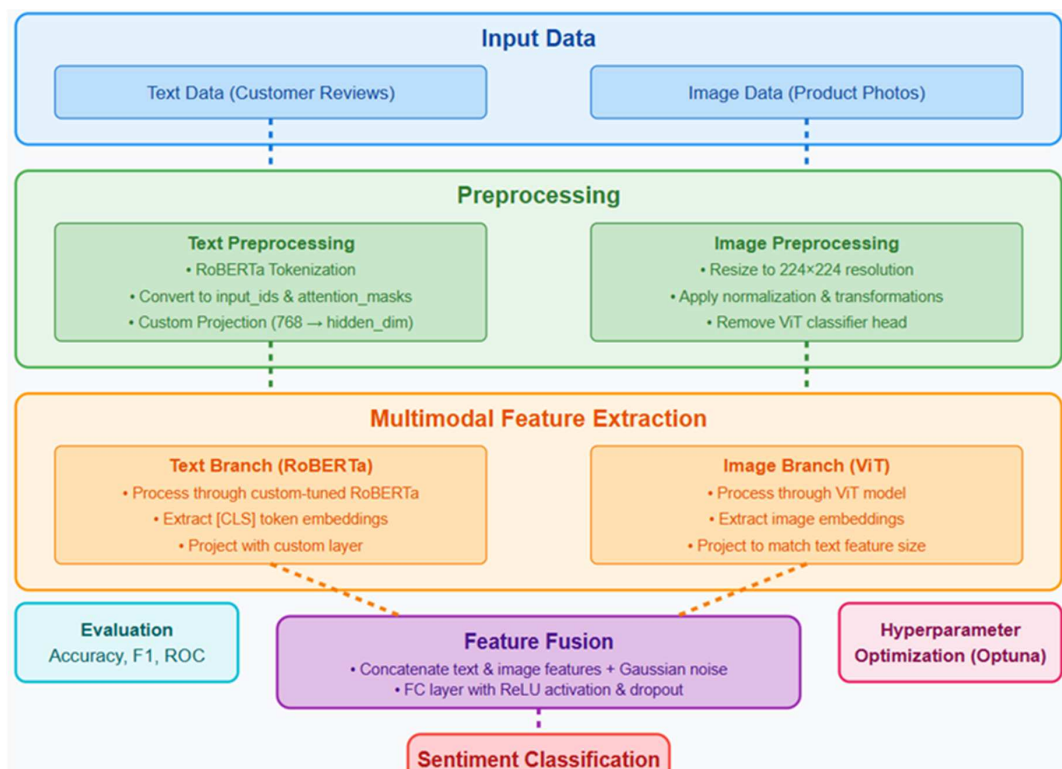 Input Data
Text Data (Customer Reviews)
Image Data (Product Photos)
Preprocessing
Text Preprocessing
• RoBERTa Tokenization
• Convert to input_ids & attention_masks
• Custom Projection (768 → hidden_dim)
Image Preprocessing
• Resize to 224×224 resolution
• Apply normalization & transformations
• Remove ViT classifier head
Multimodal Feature Extraction
Text Branch (RoBERTa)
• Process through custom-tuned RoBERTa
• Extract [CLS] token embeddings
• Project with custom layer
Image Branch (ViT)
• Process through ViT model
• Extract image embeddings
• Project to match text feature size
Evaluation
Accuracy, F1, ROC
Feature Fusion
• Concatenate text & image features + Gaussian noise
• FC layer with ReLU activation & dropout
Hyperparameter
Optimization (Optuna)
Sentiment Classification